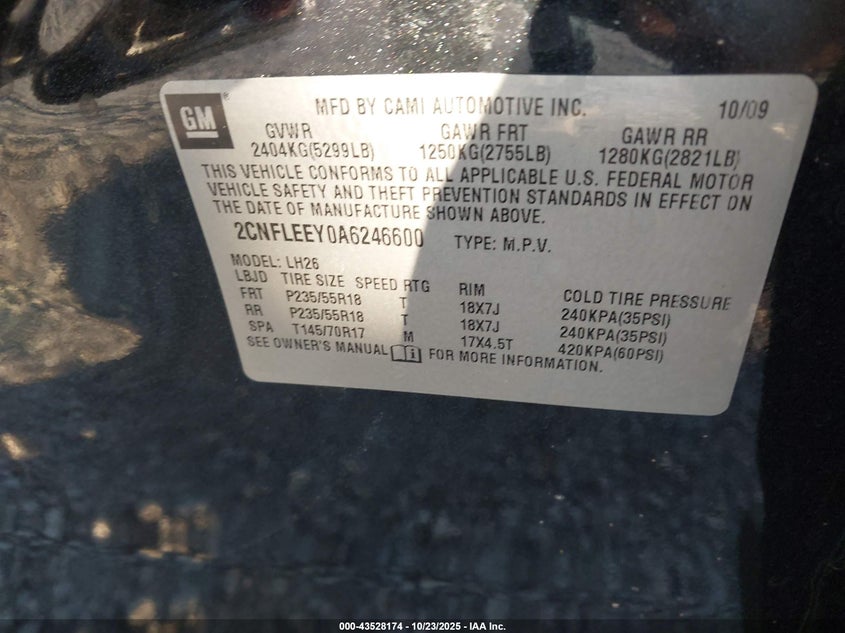 GM ® MFD BY CAMI AUTOMOTIVE INC. 10/09
GVWR GAWR FRT GAWR RR
2404KG(5299LB) 1250KG(2755LB) 1280KG(2821LB)
THIS VEHICLE CONFORMS TO ALL APPLICABLE U.S. FEDERAL MOTOR
VEHICLE SAFETY AND THEFT PREVENTION STANDARDS IN EFFECT ON
THE DATE OF MANUFACTURE SHOWN ABOVE.
2CNFLEEY0A6246600 TYPE: M.P.V.
MODEL: LH26
LBJD TIRE SIZE SPEED RTG RIM COLD TIRE PRESSURE
FRT P235/55R18 T 18X7J 240KPA(35PSI)
RR P235/55R18 T 18X7J 240KPA(35PSI)
SPA T145/70R17 M 17X4.5T 420KPA(60PSI)
SEE OWNER'S MANUAL FOR MORE INFORMATION.
000-43528174 - 10/23/2025 - IAA Inc.